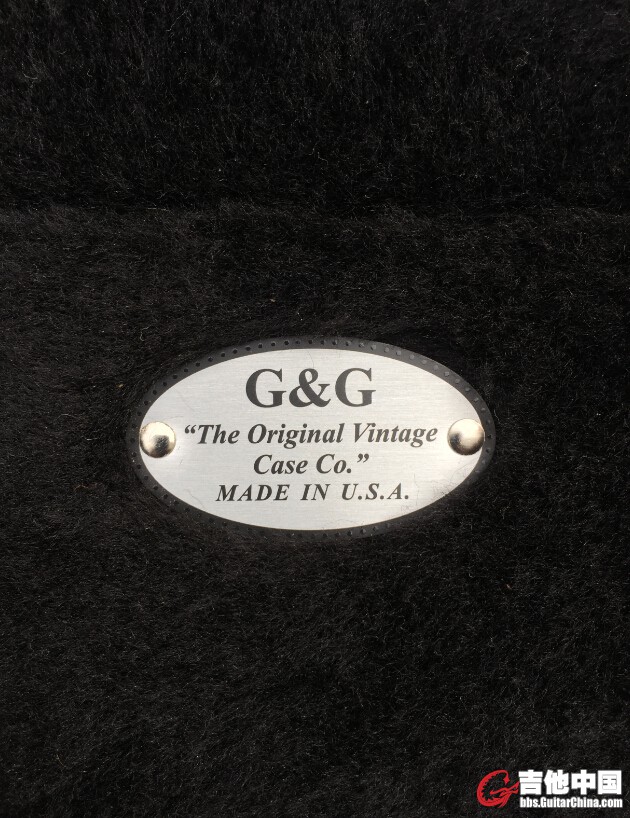 G&G
“The Original Vintage
Case Co.”
MADE IN U.S.A.
吉他中国
bbs.GuitarChina.com